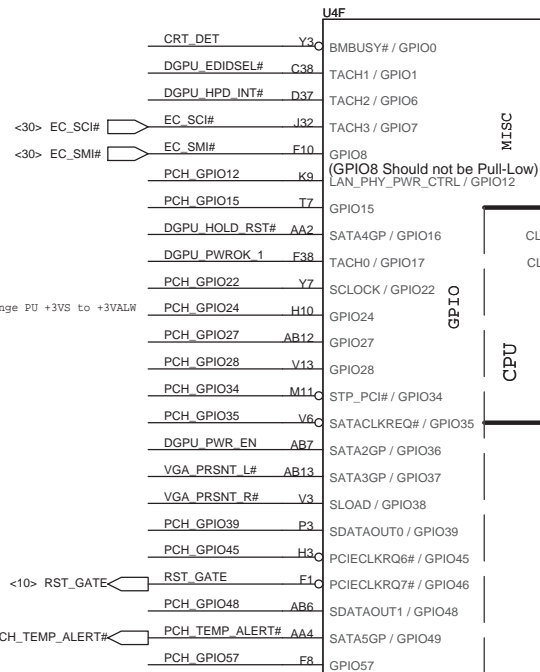 U4F
CRT_DET Y3 BMBUSY# / GPIO0
DGPU_EDIDSEL# C38 TACH1 / GPIO1
DGPU_HPD_INT# D37 TACH2 / GPIO6
<30> EC_SCI# EC_SCI# J32 TACH3 / GPIO7
<30> EC_SMI# EC_SMI# F10 GPIO8
(GPIO8 Should not be Pull-Low)
PCH_GPIO12 K9 LAN_PHY_PWR_CTRL / GPIO12
PCH_GPIO15 T7 GPIO15
DGPU_HOLD_RST# AA2 SATA4GP / GPIO16
DGPU_PWROK_1 F38 TACH0 / GPIO17
PCH_GPIO22 Y7 SCLOCK / GPIO22
nge PU +3VS to +3VALW
PCH_GPIO24 H10 GPIO24
PCH_GPIO27 AB12 GPIO27
PCH_GPIO28 V13 GPIO28
PCH_GPIO34 M11 STP_PCI# / GPIO34
PCH_GPIO35 V6 SATACLKREQ# / GPIO35
DGPU_PWR_EN AB7 SATA2GP / GPIO36
VGA_PRSNT_L# AB13 SATA3GP / GPIO37
VGA_PRSNT_R# V3 SLOAD / GPIO38
PCH_GPIO39 P3 SDATAOUT0 / GPIO39
PCH_GPIO45 H3 PCIECLKRQ6# / GPIO45
<10> RST_GATE RST_GATE F1 PCIECLKRQ7# / GPIO46
PCH_GPIO48 AB6 SDATAOUT1 / GPIO48
CH_TEMP_ALERT# PCH_TEMP_ALERT# AA4 SATA5GP / GPIO49
PCH_GPIO57 F8 GPIO57
MISC
GPIO
CPU
CL
CL